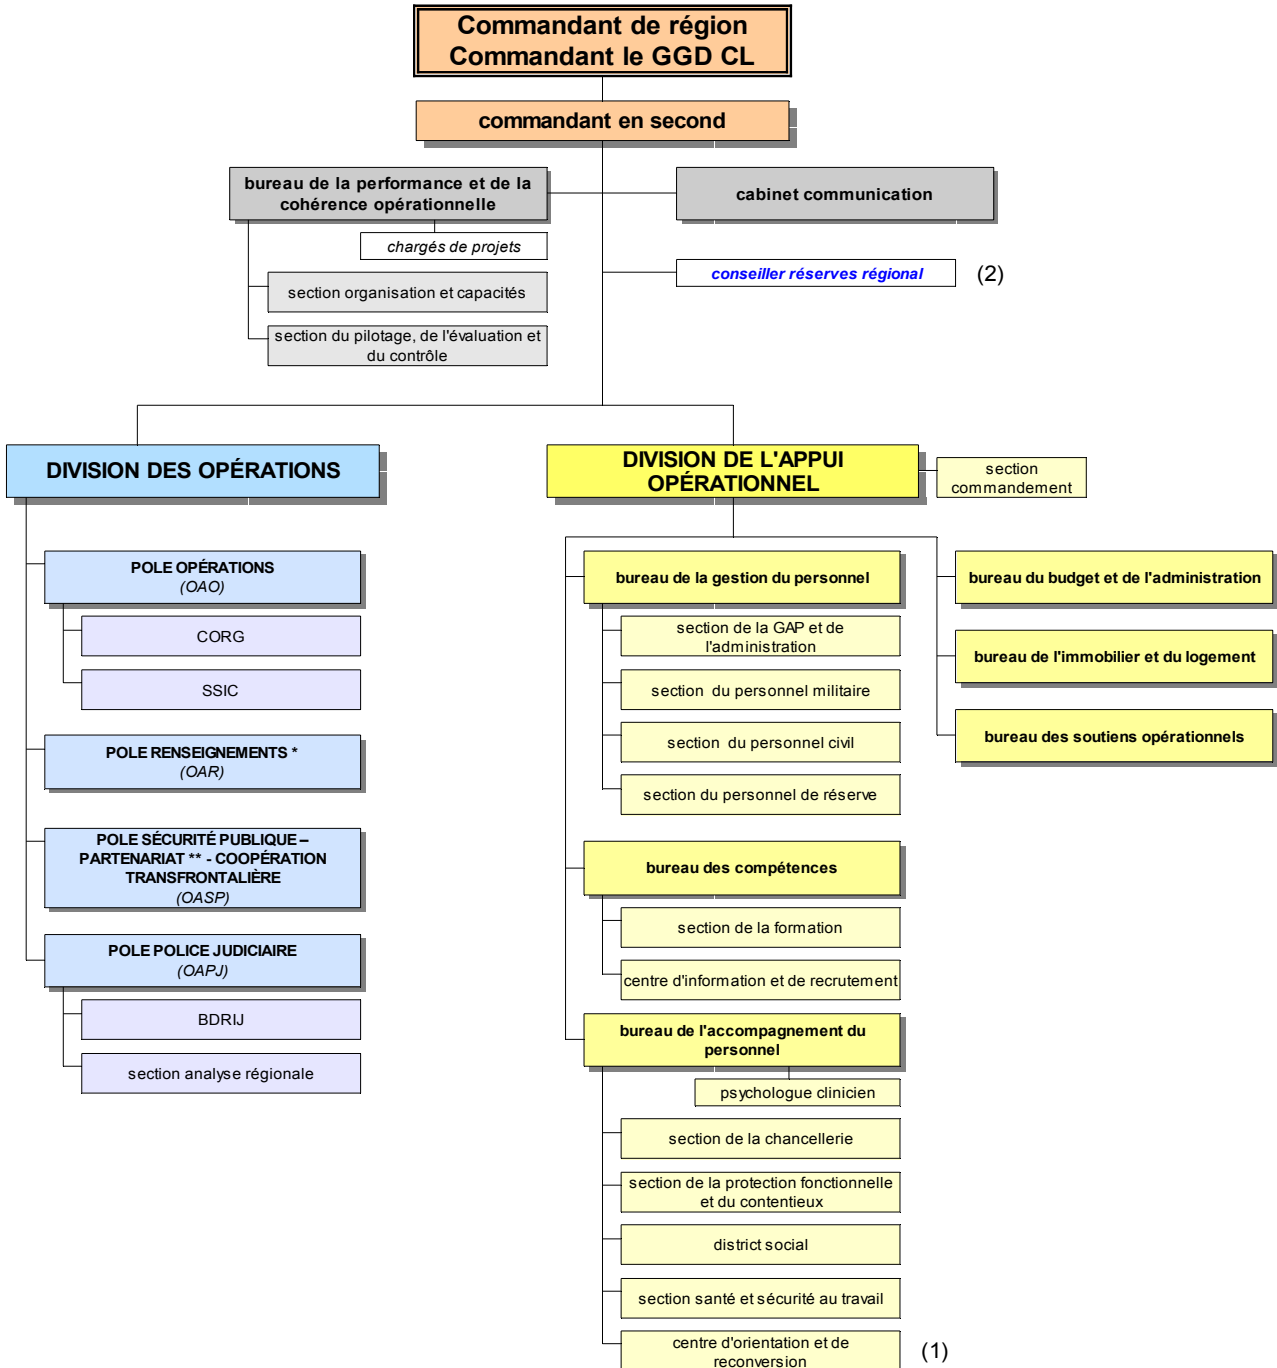 Commandant de région
Commandant le GGD CL
commandant en second
bureau de la performance et de la
cohérence opérationnelle
cabinet communication
chargés de projets
conseiller réserves régional
(2)
section organisation et capacités
section du pilotage, de l'évaluation et
du contrôle
DIVISION DES OPÉRATIONS
POLE OPÉRATIONS
(OAO)
CORG
SSIC
POLE RENSEIGNEMENTS *
(OAR)
POLE SÉCURITÉ PUBLIQUE –
PARTENARIAT ** - COOPÉRATION
TRANSFRONTALIÈRE
(OASP)
POLE POLICE JUDICIAIRE
(OAPJ)
BDRIJ
section analyse régionale
DIVISION DE L'APPUI
OPÉRATIONNEL
section
commandement
bureau de la gestion du personnel
section de la GAP et de
l'administration
section  du personnel militaire
section  du personnel civil
section du personnel de réserve
bureau des compétences
section de la formation
centre d'information et de recrutement
bureau de l'accompagnement du
personnel
psychologue clinicien
section de la chancellerie
section de la protection fonctionnelle
et du contentieux
district social
section santé et sécurité au travail
centre d'orientation et de
reconversion
(1)
bureau du budget et de l'administration
bureau de l'immobilier et du logement
bureau des soutiens opérationnels